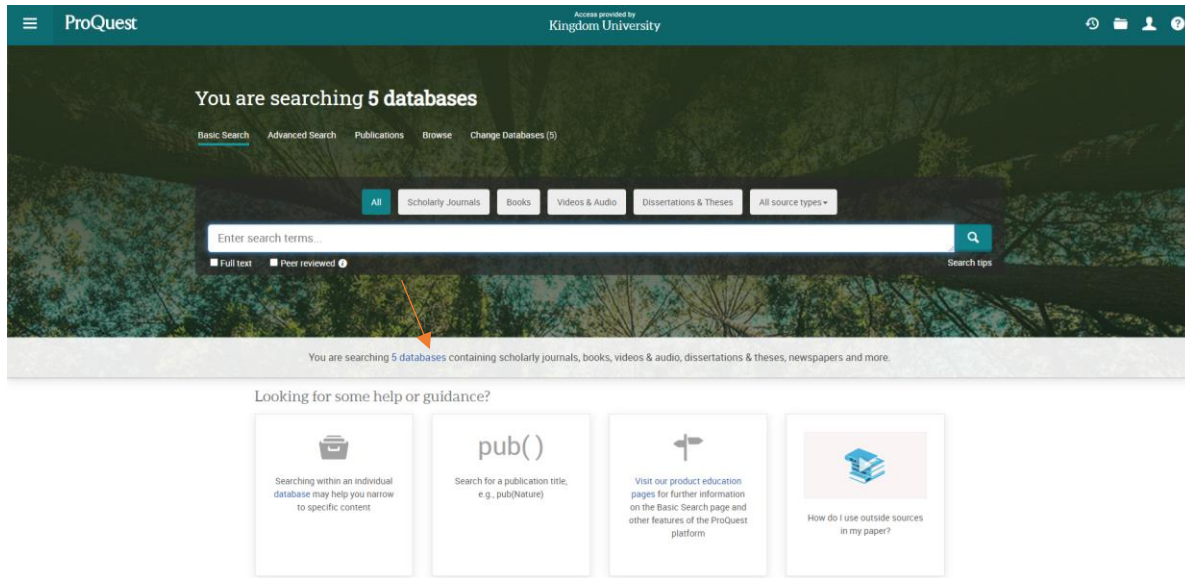 ProQuest
Access provided by
Kingdom University
You are searching 5 databases
Basic Search Advanced Search Publications Browse Change Databases (5)
All Scholarly Journals Books Videos & Audio Dissertations & Theses All source types
Enter search terms...
Full text Peer reviewed
Search tips
You are searching 5 databases containing scholarly journals, books, videos & audio, dissertations & theses, newspapers and more.
Looking for some help or guidance?
Searching within an individual
database may help you narrow
to specific content
pub( )
Search for a publication title,
e.g., pub(Nature)
Visit our product education
pages for further information
on the Basic Search page and
other features of the ProQuest
platform
How do I use outside sources
in my paper?